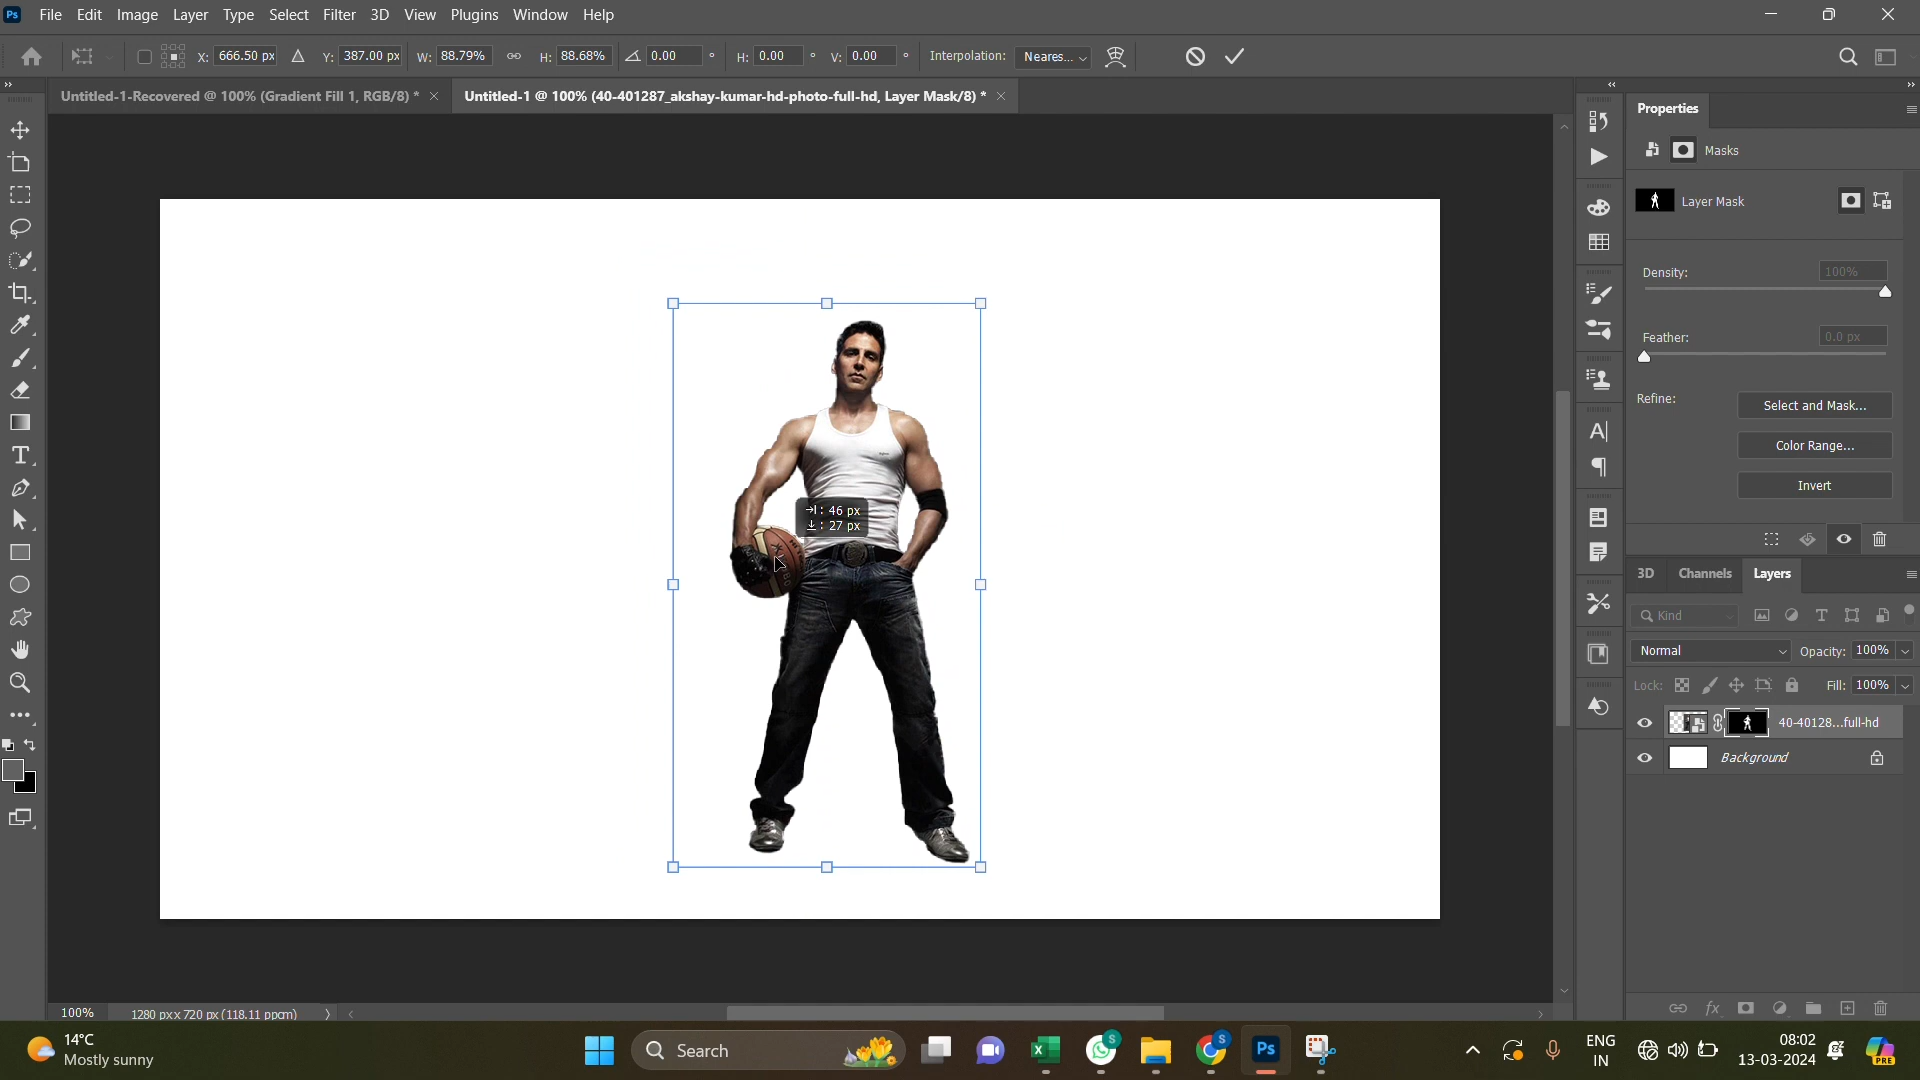 Ps File Edit Image Layer Type Select Filter 3D View Plugins Window Help
X: 666.50 px Y: 387.00 px W: 88.79% H: 88.68% 0.00 ° H: 0.00 ° V: 0.00 ° Interpolation: Neares...
Untitled-1-Recovered @ 100% (Gradient Fill 1, RGB/8) * ×
Untitled-1 @ 100% (40-401287_akshay-kumar-hd-photo-full-hd, Layer Mask/8) * ×
Properties
Masks
Layer Mask
Density: 100%
Feather: 0.0 px
Refine: Select and Mask...
Color Range...
Invert
: 46 px
: 27 px
3D Channels Layers
Kind
Normal Opacity: 100%
Lock: Fill: 100%
40-40128...full-hd
Background
100% 1280 px x 720 px (118.11 ppcm)
14°C
Mostly sunny
Search
S
S
Ps
ENG
IN
08:02
13-03-2024
PRE